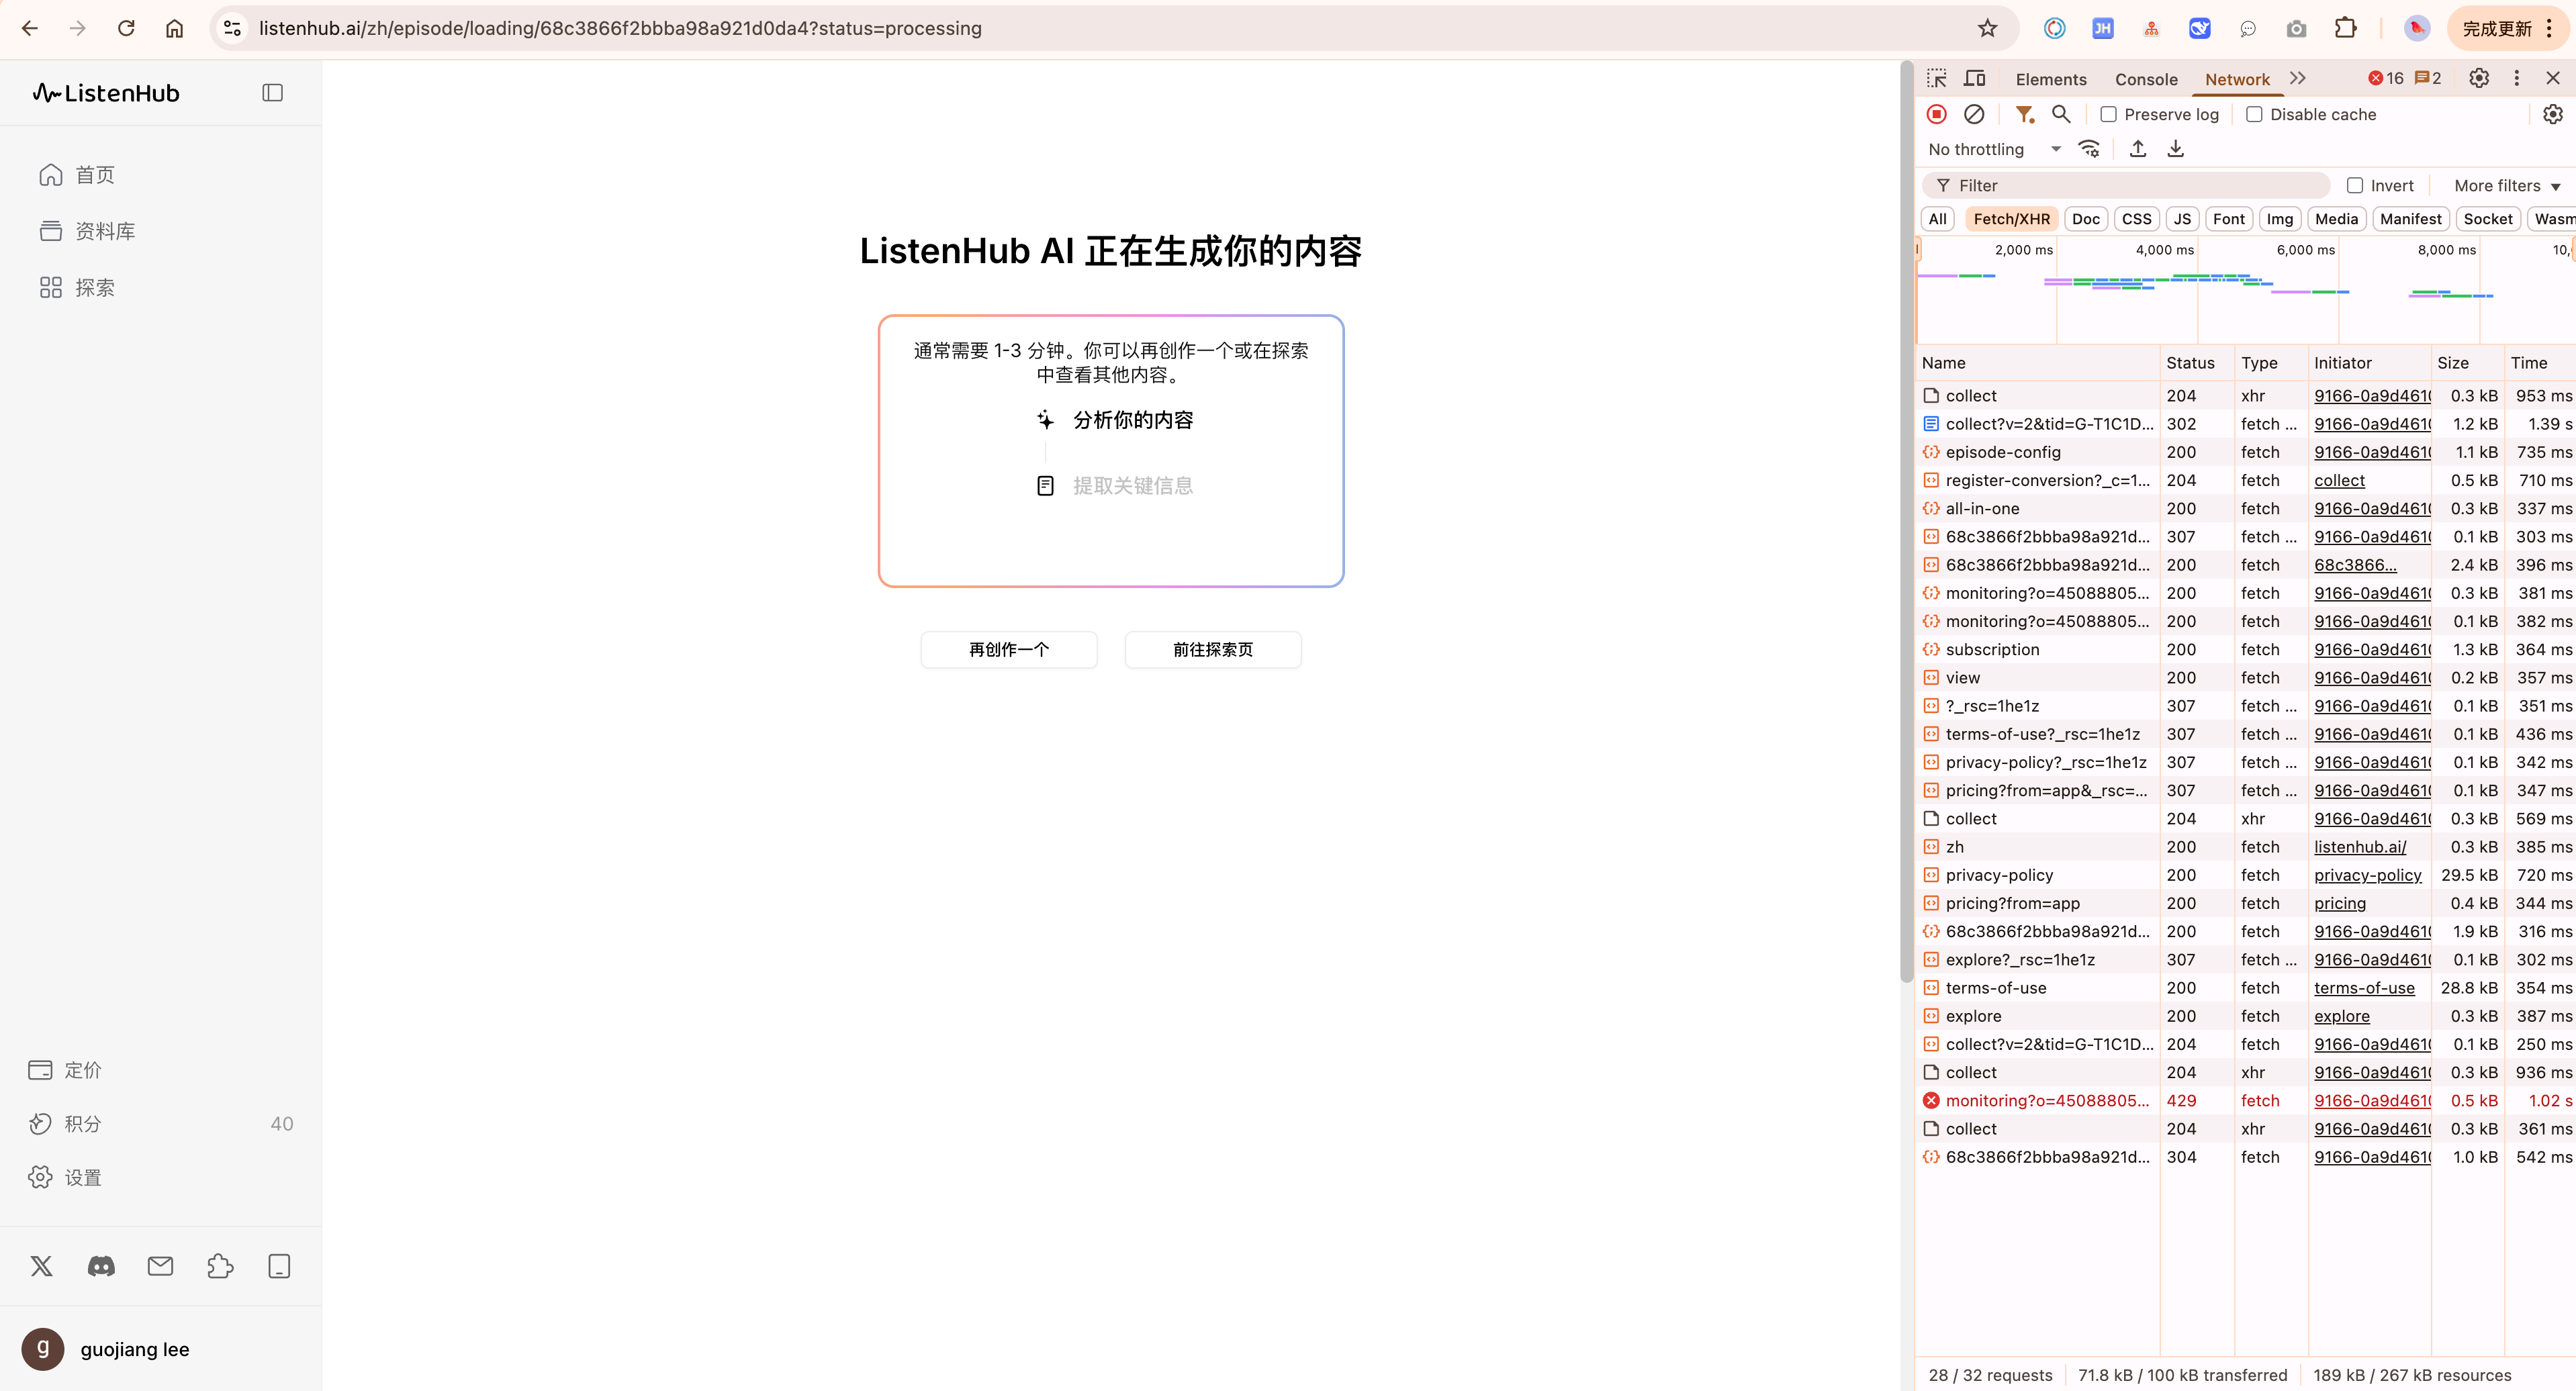 listenhub.ai/zh/episode/loading/68c3866f2bbba98a921d0da4?status=processing
JH
完成更新
ListenHub
首页
资料库
探索
定价
积分 40
设置
g guojiang lee
ListenHub AI 正在生成你的内容
通常需要 1-3 分钟。你可以再创作一个或在探索
中查看其他内容。
分析你的内容
提取关键信息
再创作一个 前往探索页
Elements Console Network 16 2
Preserve log Disable cache
No throttling
Filter Invert More filters
All Fetch/XHR Doc CSS JS Font Img Media Manifest Socket Wasm
2,000 ms 4,000 ms 6,000 ms 8,000 ms 10,
Name Status Type Initiator Size Time
collect 204 xhr 9166-0a9d461 0.3 kB 953 ms
collect?v=2&tid=G-T1C1D... 302 fetch ... 9166-0a9d461 1.2 kB 1.39 s
episode-config 200 fetch 9166-0a9d461 1.1 kB 735 ms
register-conversion?_c=1... 204 fetch collect 0.5 kB 710 ms
all-in-one 200 fetch 9166-0a9d461 0.3 kB 337 ms
68c3866f2bbba98a921d... 307 fetch ... 9166-0a9d461 0.1 kB 303 ms
68c3866f2bbba98a921d... 200 fetch 68c3866... 2.4 kB 396 ms
monitoring?o=45088805... 200 fetch 9166-0a9d461 0.3 kB 381 ms
monitoring?o=45088805... 200 fetch 9166-0a9d461 0.1 kB 382 ms
subscription 200 fetch 9166-0a9d461 1.3 kB 364 ms
view 200 fetch 9166-0a9d461 0.2 kB 357 ms
?_rsc=1he1z 307 fetch ... 9166-0a9d461 0.1 kB 351 ms
terms-of-use?_rsc=1he1z 307 fetch ... 9166-0a9d461 0.1 kB 436 ms
privacy-policy?_rsc=1he1z 307 fetch ... 9166-0a9d461 0.1 kB 342 ms
pricing?from=app&_rsc=... 307 fetch ... 9166-0a9d461 0.1 kB 347 ms
collect 204 xhr 9166-0a9d461 0.3 kB 569 ms
zh 200 fetch listenhub.ai/ 0.3 kB 385 ms
privacy-policy 200 fetch privacy-policy 29.5 kB 720 ms
pricing?from=app 200 fetch pricing 0.4 kB 344 ms
68c3866f2bbba98a921d... 200 fetch 9166-0a9d461 1.9 kB 316 ms
explore?_rsc=1he1z 307 fetch ... 9166-0a9d461 0.1 kB 302 ms
terms-of-use 200 fetch terms-of-use 28.8 kB 354 ms
explore 200 fetch explore 0.3 kB 387 ms
collect?v=2&tid=G-T1C1D... 204 fetch 9166-0a9d461 0.1 kB 250 ms
collect 204 xhr 9166-0a9d461 0.3 kB 936 ms
monitoring?o=45088805... 429 fetch 9166-0a9d461 0.5 kB 1.02 s
collect 204 xhr 9166-0a9d461 0.3 kB 361 ms
68c3866f2bbba98a921d... 304 fetch 9166-0a9d461 1.0 kB 542 ms
28 / 32 requests 71.8 kB / 100 kB transferred 189 kB / 267 kB resources